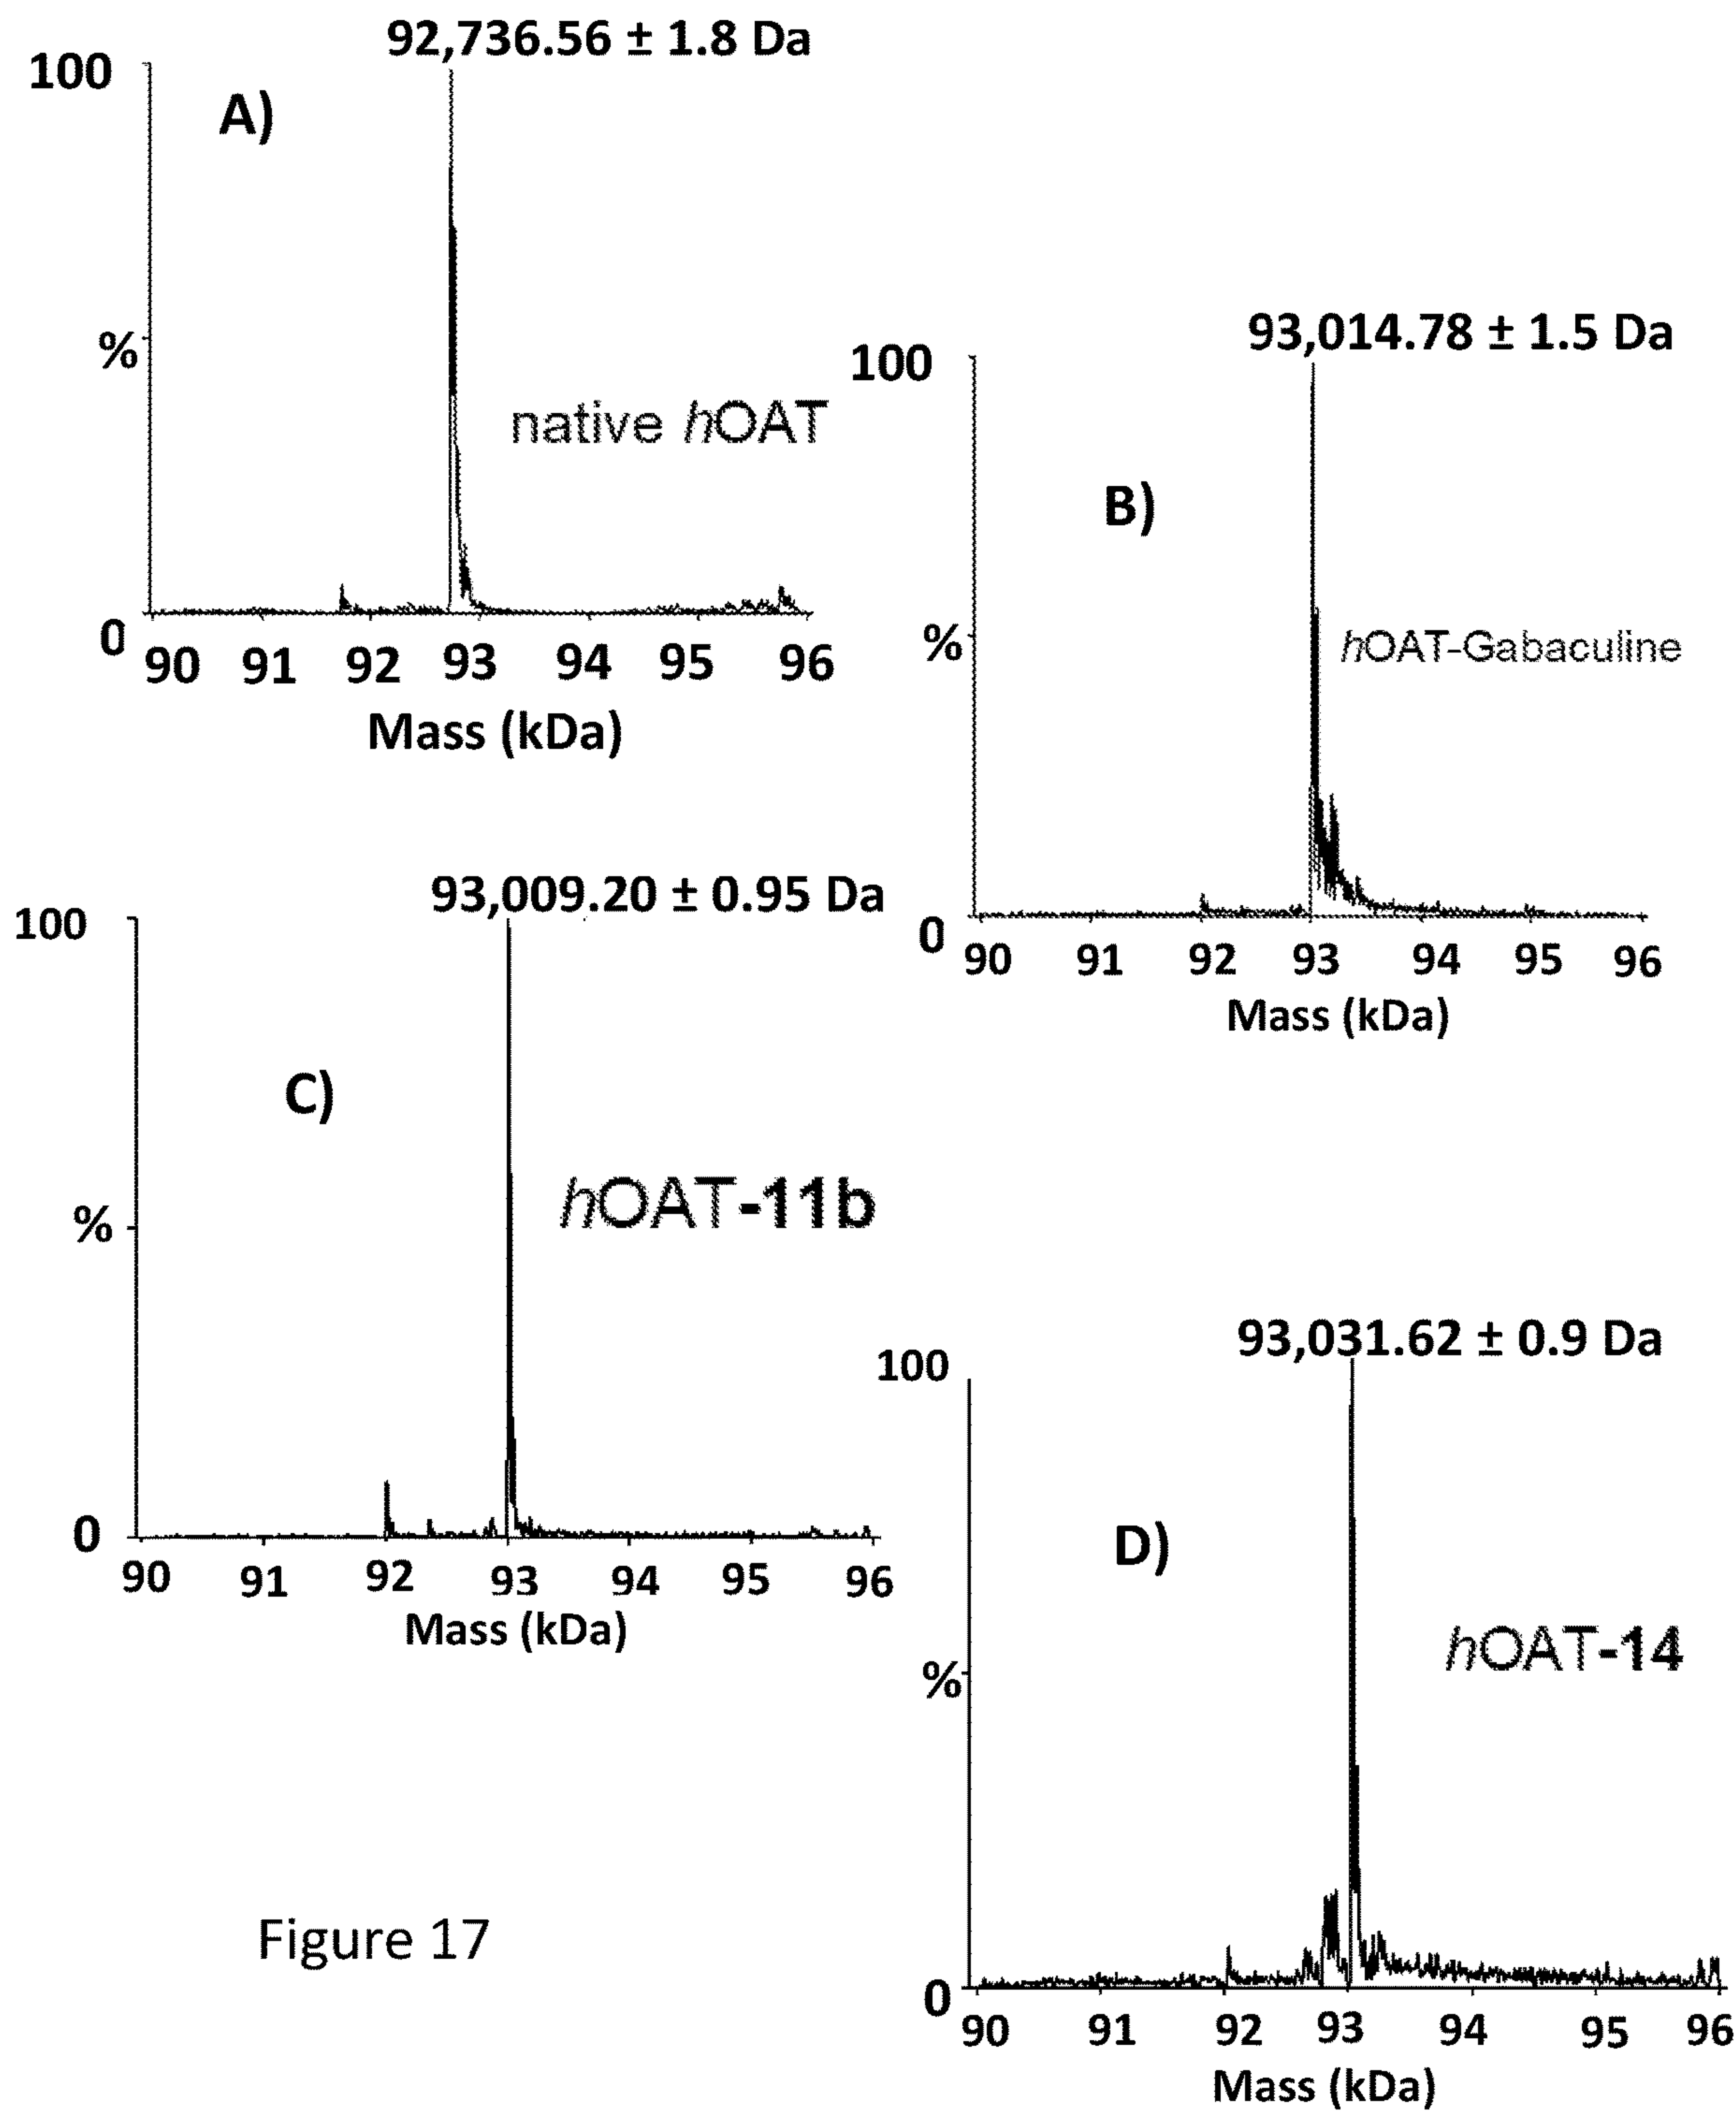 92,736.56 ± 1.8 Da
100
A)
%
native hOAT
0
90 91 92 93 94 95 96
Mass (kDa)
93,014.78 ± 1.5 Da
100
B)
%
hOAT-Gabaculine
0
90 91 92 93 94 95 96
Mass (kDa)
93,009.20 ± 0.95 Da
100
C)
%
hOAT-11b
0
90 91 92 93 94 95 96
Mass (kDa)
93,031.62 ± 0.9 Da
100
D)
%
hOAT-14
0
90 91 92 93 94 95 96
Mass (kDa)
Figure 17